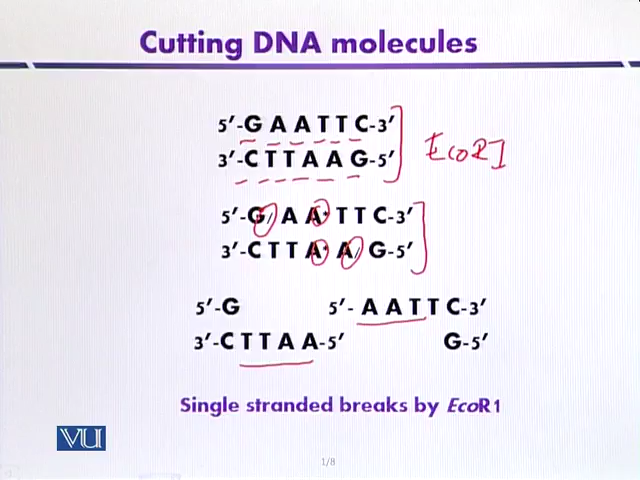 Cutting DNA molecules
5'-G A A T T C-3'
3'-C T T A A G-5'
EcoRI
5'-G/ A A* T T C-3'
3'-C T T A* A/ G-5'
5'-G 5'- A A T T C-3'
3'-C T T A A-5' G-5'
Single stranded breaks by EcoR1
VU
1/8